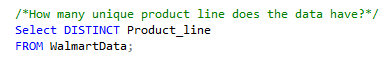 /*How many unique product line does the data have?*/
Select DISTINCT Product_line
FROM WalmartData;